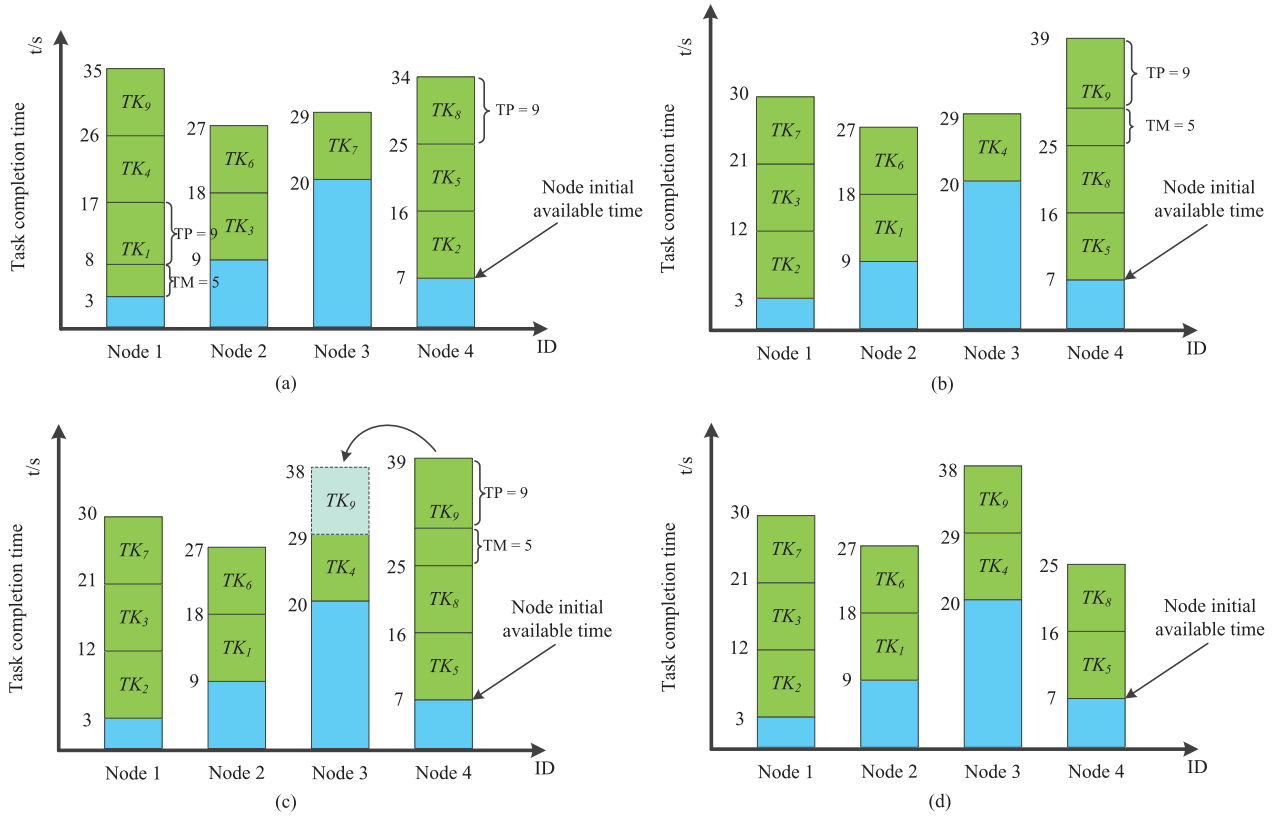 t/s
Task completion time
35
26
17
8
3
TK9
TK4
TK1
TP = 9
TM = 5
27
18
9
TK6
TK3
29
20
TK7
34
25
16
7
TK8
TK5
TK2
TP = 9
Node initial
available time
Node 1
Node 2
Node 3
Node 4
ID
(a)
t/s
Task completion time
30
21
12
3
TK7
TK3
TK2
27
18
9
TK6
TK1
29
20
TK4
39
25
16
7
TK9
TK8
TK5
TP = 9
TM = 5
Node initial
available time
Node 1
Node 2
Node 3
Node 4
ID
(b)
t/s
Task completion time
30
21
12
3
TK7
TK3
TK2
27
18
9
TK6
TK1
38
29
20
TK9
TK4
39
25
16
7
TK9
TK8
TK5
TP = 9
TM = 5
Node initial
available time
Node 1
Node 2
Node 3
Node 4
ID
(c)
t/s
Task completion time
30
21
12
3
TK7
TK3
TK2
27
18
9
TK6
TK1
38
29
20
TK9
TK4
25
16
7
TK8
TK5
Node initial
available time
Node 1
Node 2
Node 3
Node 4
ID
(d)